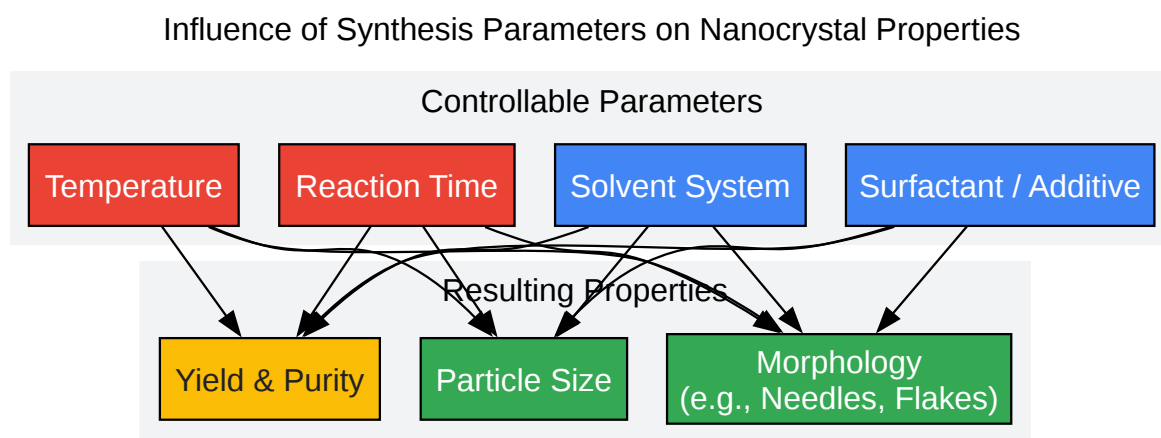 Influence of Synthesis Parameters on Nanocrystal Properties
Controllable Parameters
Temperature
Reaction Time
Solvent System
Surfactant / Additive
Resulting Properties
Yield & Purity
Particle Size
Morphology
(e.g., Needles, Flakes)